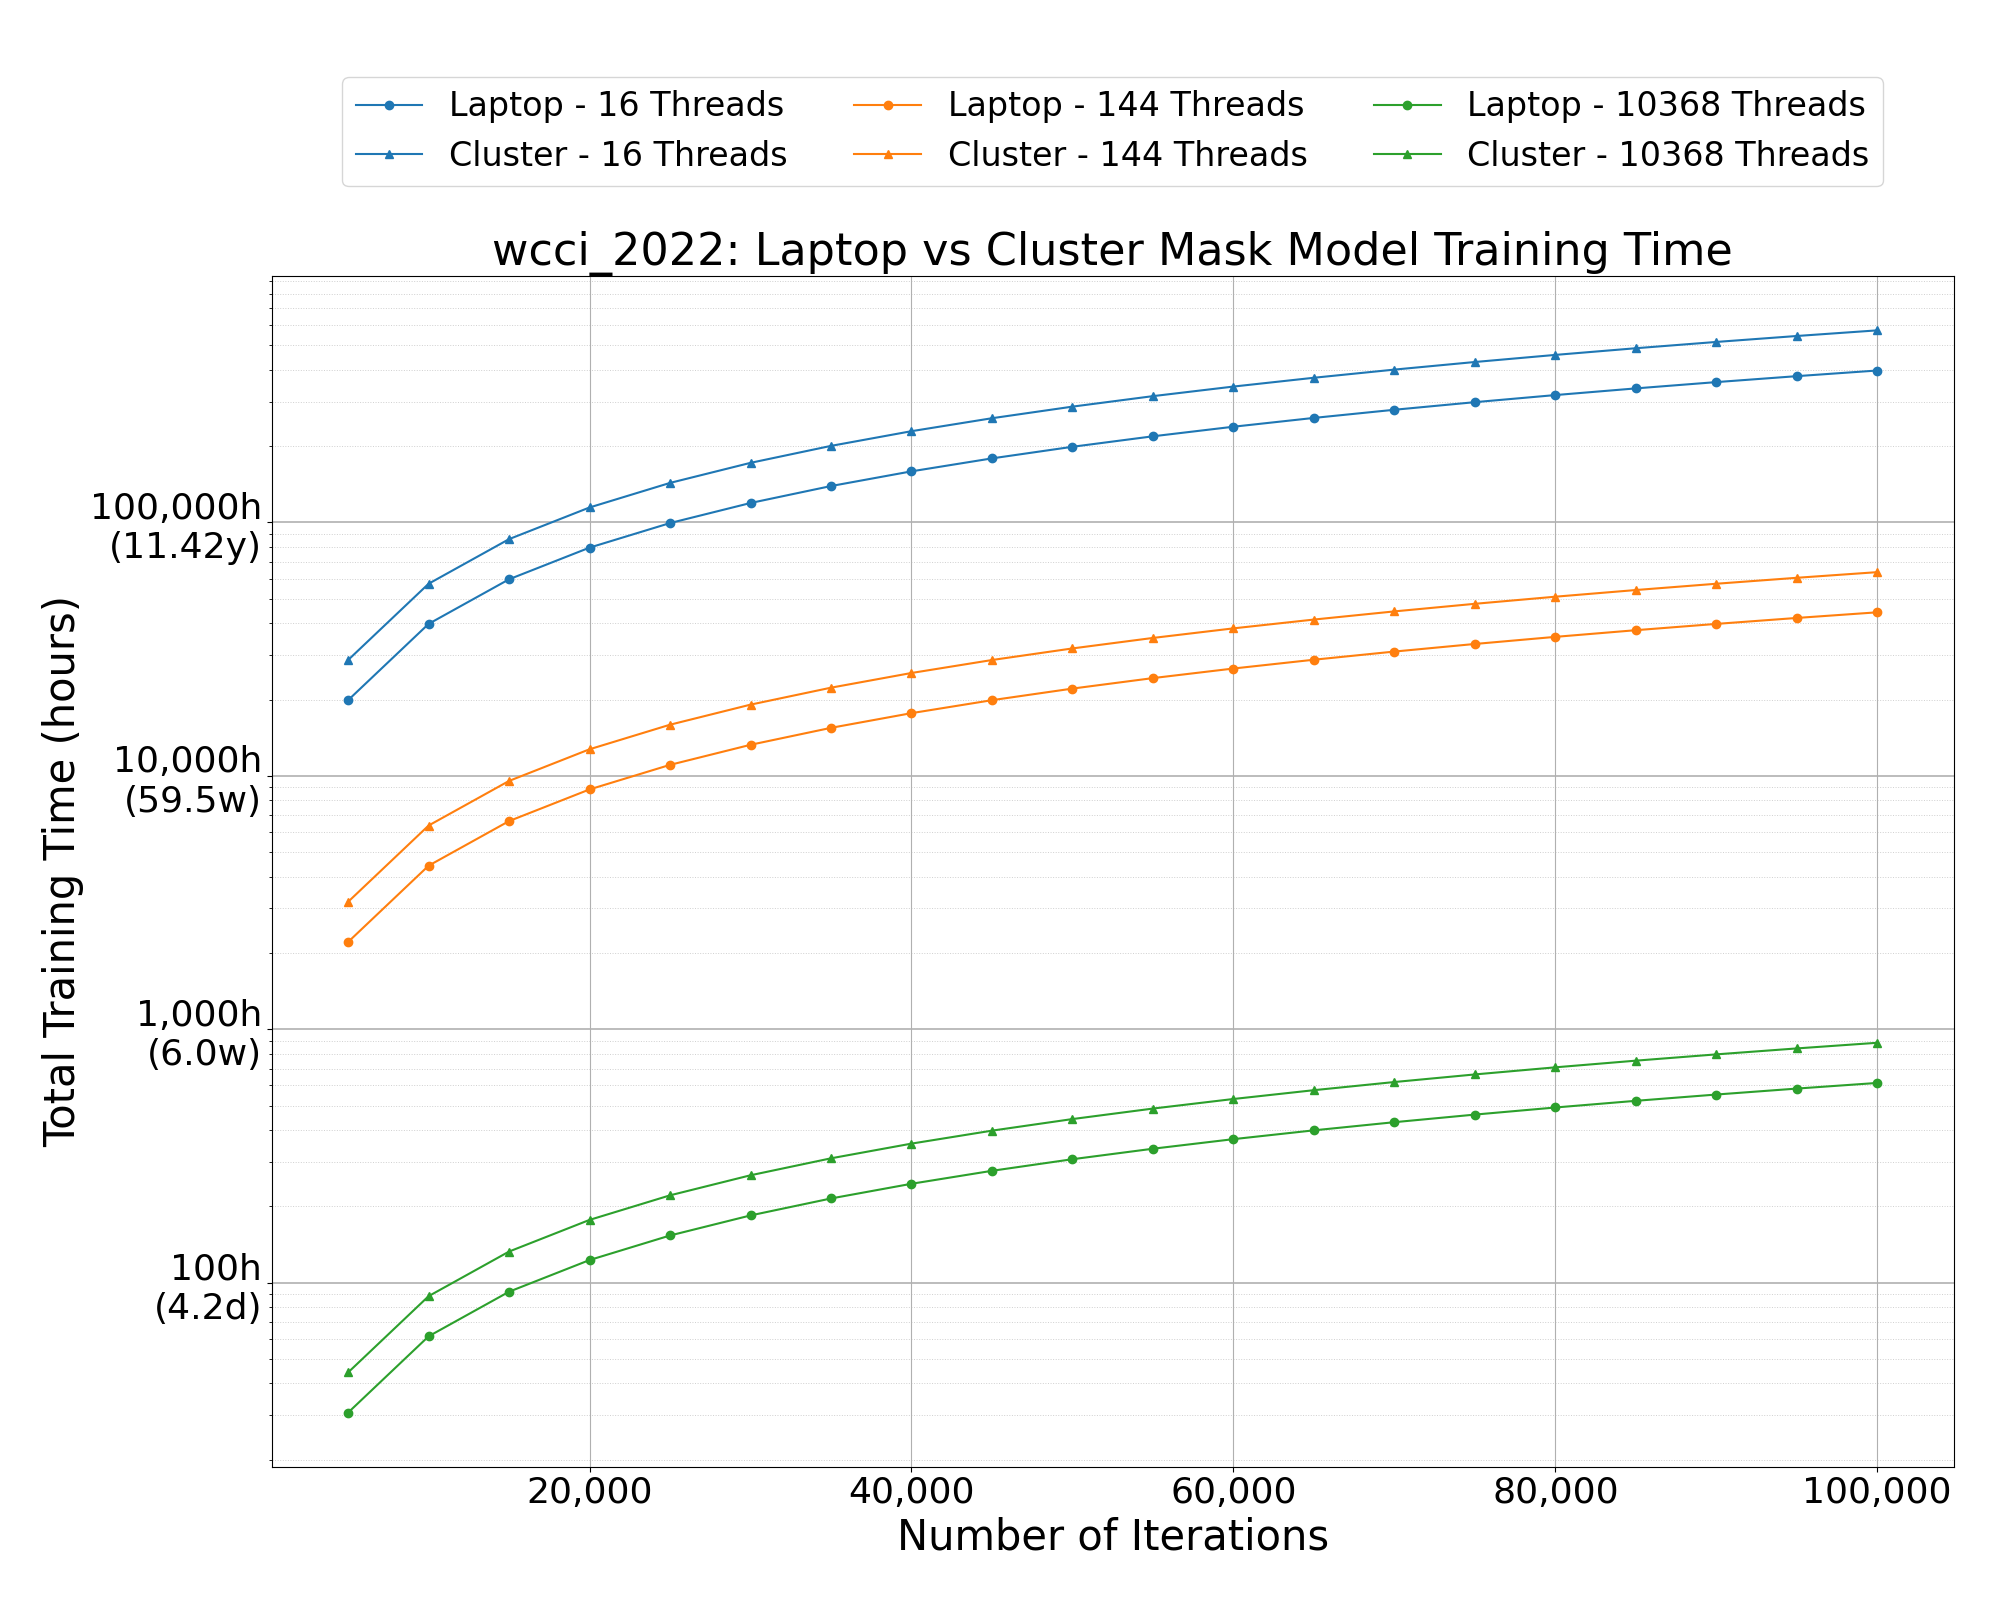 Laptop - 16 Threads
Cluster - 16 Threads
Laptop - 144 Threads
Cluster - 144 Threads
Laptop - 10368 Threads
Cluster - 10368 Threads
wcci_2022: Laptop vs Cluster Mask Model Training Time
Total Training Time (hours)
100,000h
(11.42y)
10,000h
(59.5w)
1,000h
(6.0w)
100h
(4.2d)
20,000
40,000
60,000
80,000
100,000
Number of Iterations